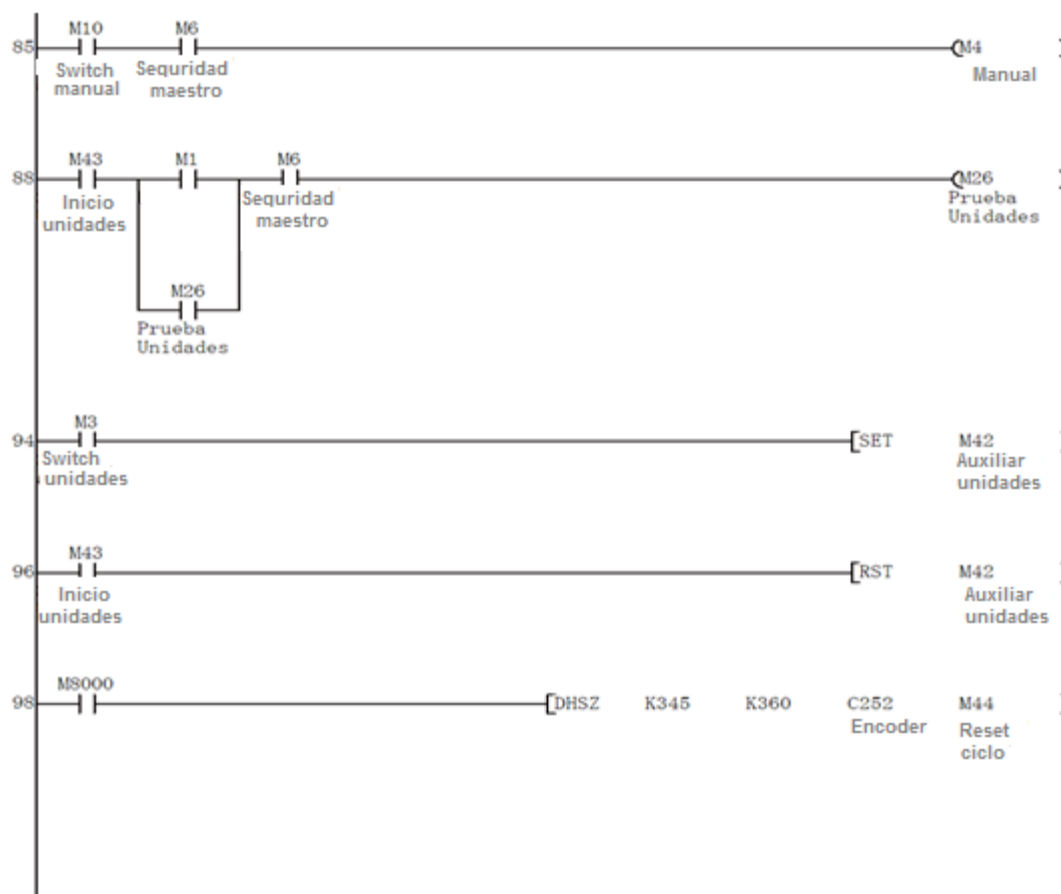 M10 M6
85 (M4
Switch manual Sequridad maestro Manual
M43 M1 M6
88 (M26
Inicio unidades Sequridad maestro Prueba Unidades
M26
Prueba
Unidades
M3
94 [SET M42
Switch unidades Auxiliar unidades
M43
96 [RST M42
Inicio unidades Auxiliar unidades
M8000
98 [DHSZ K345 K360 C252 M44
Encoder Reset ciclo